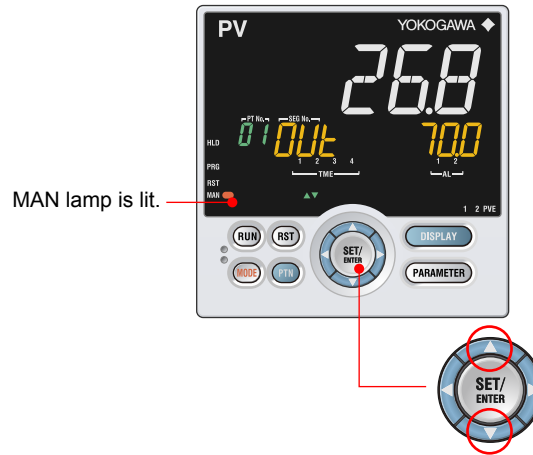 PV YOKOGAWA
26.8
PT No. SEG No.
01 OUt 70.0
HLD
1 2 3 4 1 2
TME AL
PRG
RST
MAN
1 2 PVE
MAN lamp is lit.
RUN RST SET/ DISPLAY
ENTER
MODE PTN PARAMETER
SET/
ENTER